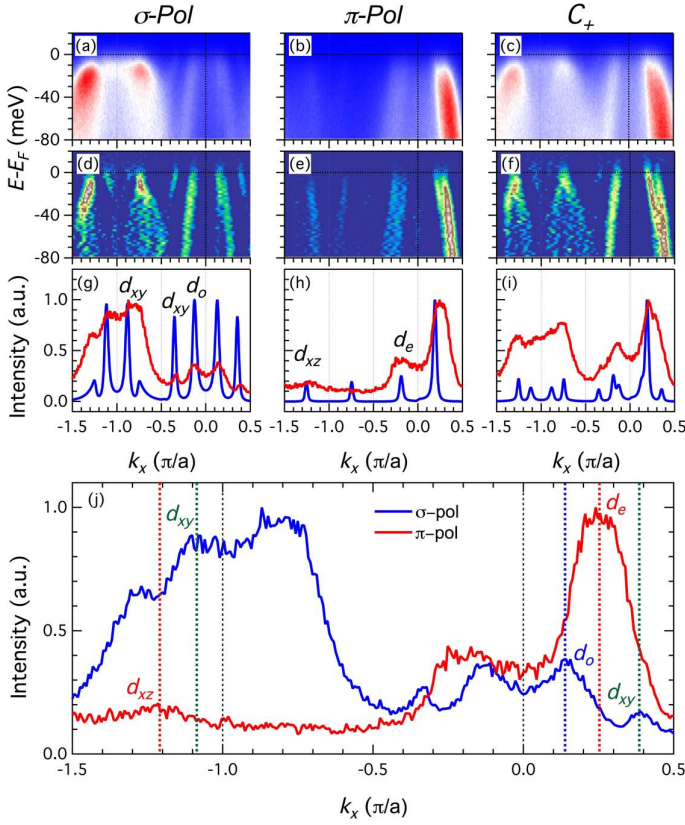 σ-Pol π-Pol C+
(a) (b) (c)
0
-40
-80
E-EF (meV)
(d) (e) (f)
0
-40
-80
(g) dxy dxy do (h) dxz de (i)
1.0
0.5
0.0
Intensity (a.u.)
-1.5 -1.0 -0.5 0.0 0.5 -1.5 -1.0 -0.5 0.0 0.5 -1.5 -1.0 -0.5 0.0 0.5
kx (π/a) kx (π/a) kx (π/a)
(j)
dxy σ-pol de
π-pol
1.0
0.5
0.0
Intensity (a.u.)
do
dxz dxy
-1.5 -1.0 -0.5 0.0 0.5
kx (π/a)